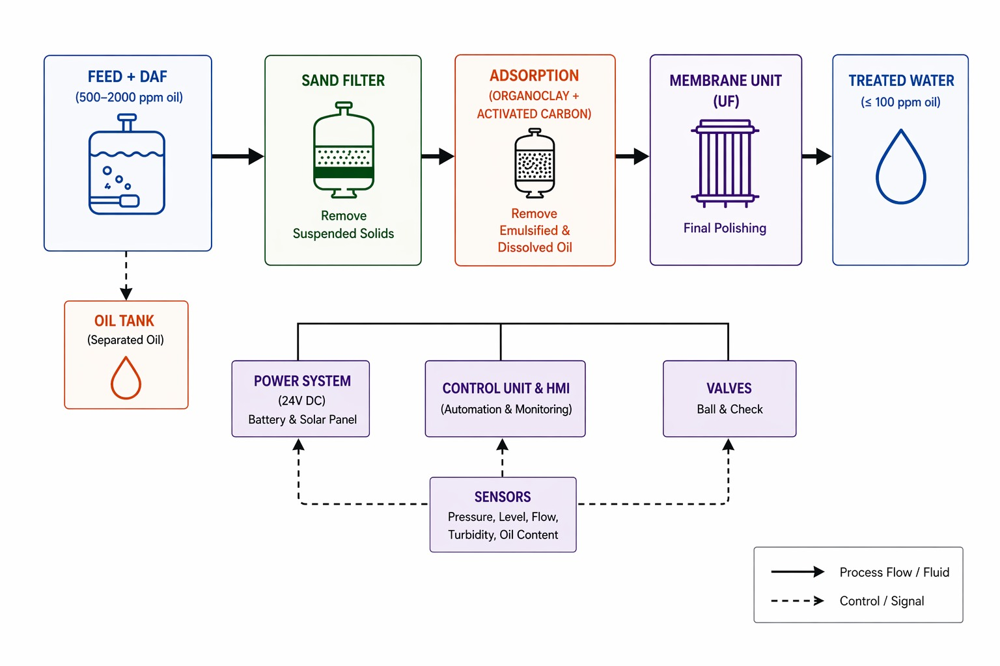 FEED + DAF
(500–2000 ppm oil)
SAND FILTER
Remove
Suspended Solids
ADSORPTION
(ORGANOCLAY +
ACTIVATED CARBON)
Remove
Emulsified &
Dissolved Oil
MEMBRANE UNIT
(UF)
Final Polishing
TREATED WATER
(≤ 100 ppm oil)
OIL TANK
(Separated Oil)
POWER SYSTEM
(24V DC)
Battery & Solar Panel
CONTROL UNIT & HMI
(Automation & Monitoring)
VALVES
Ball & Check
SENSORS
Pressure, Level, Flow,
Turbidity, Oil Content
Process Flow / Fluid
Control / Signal